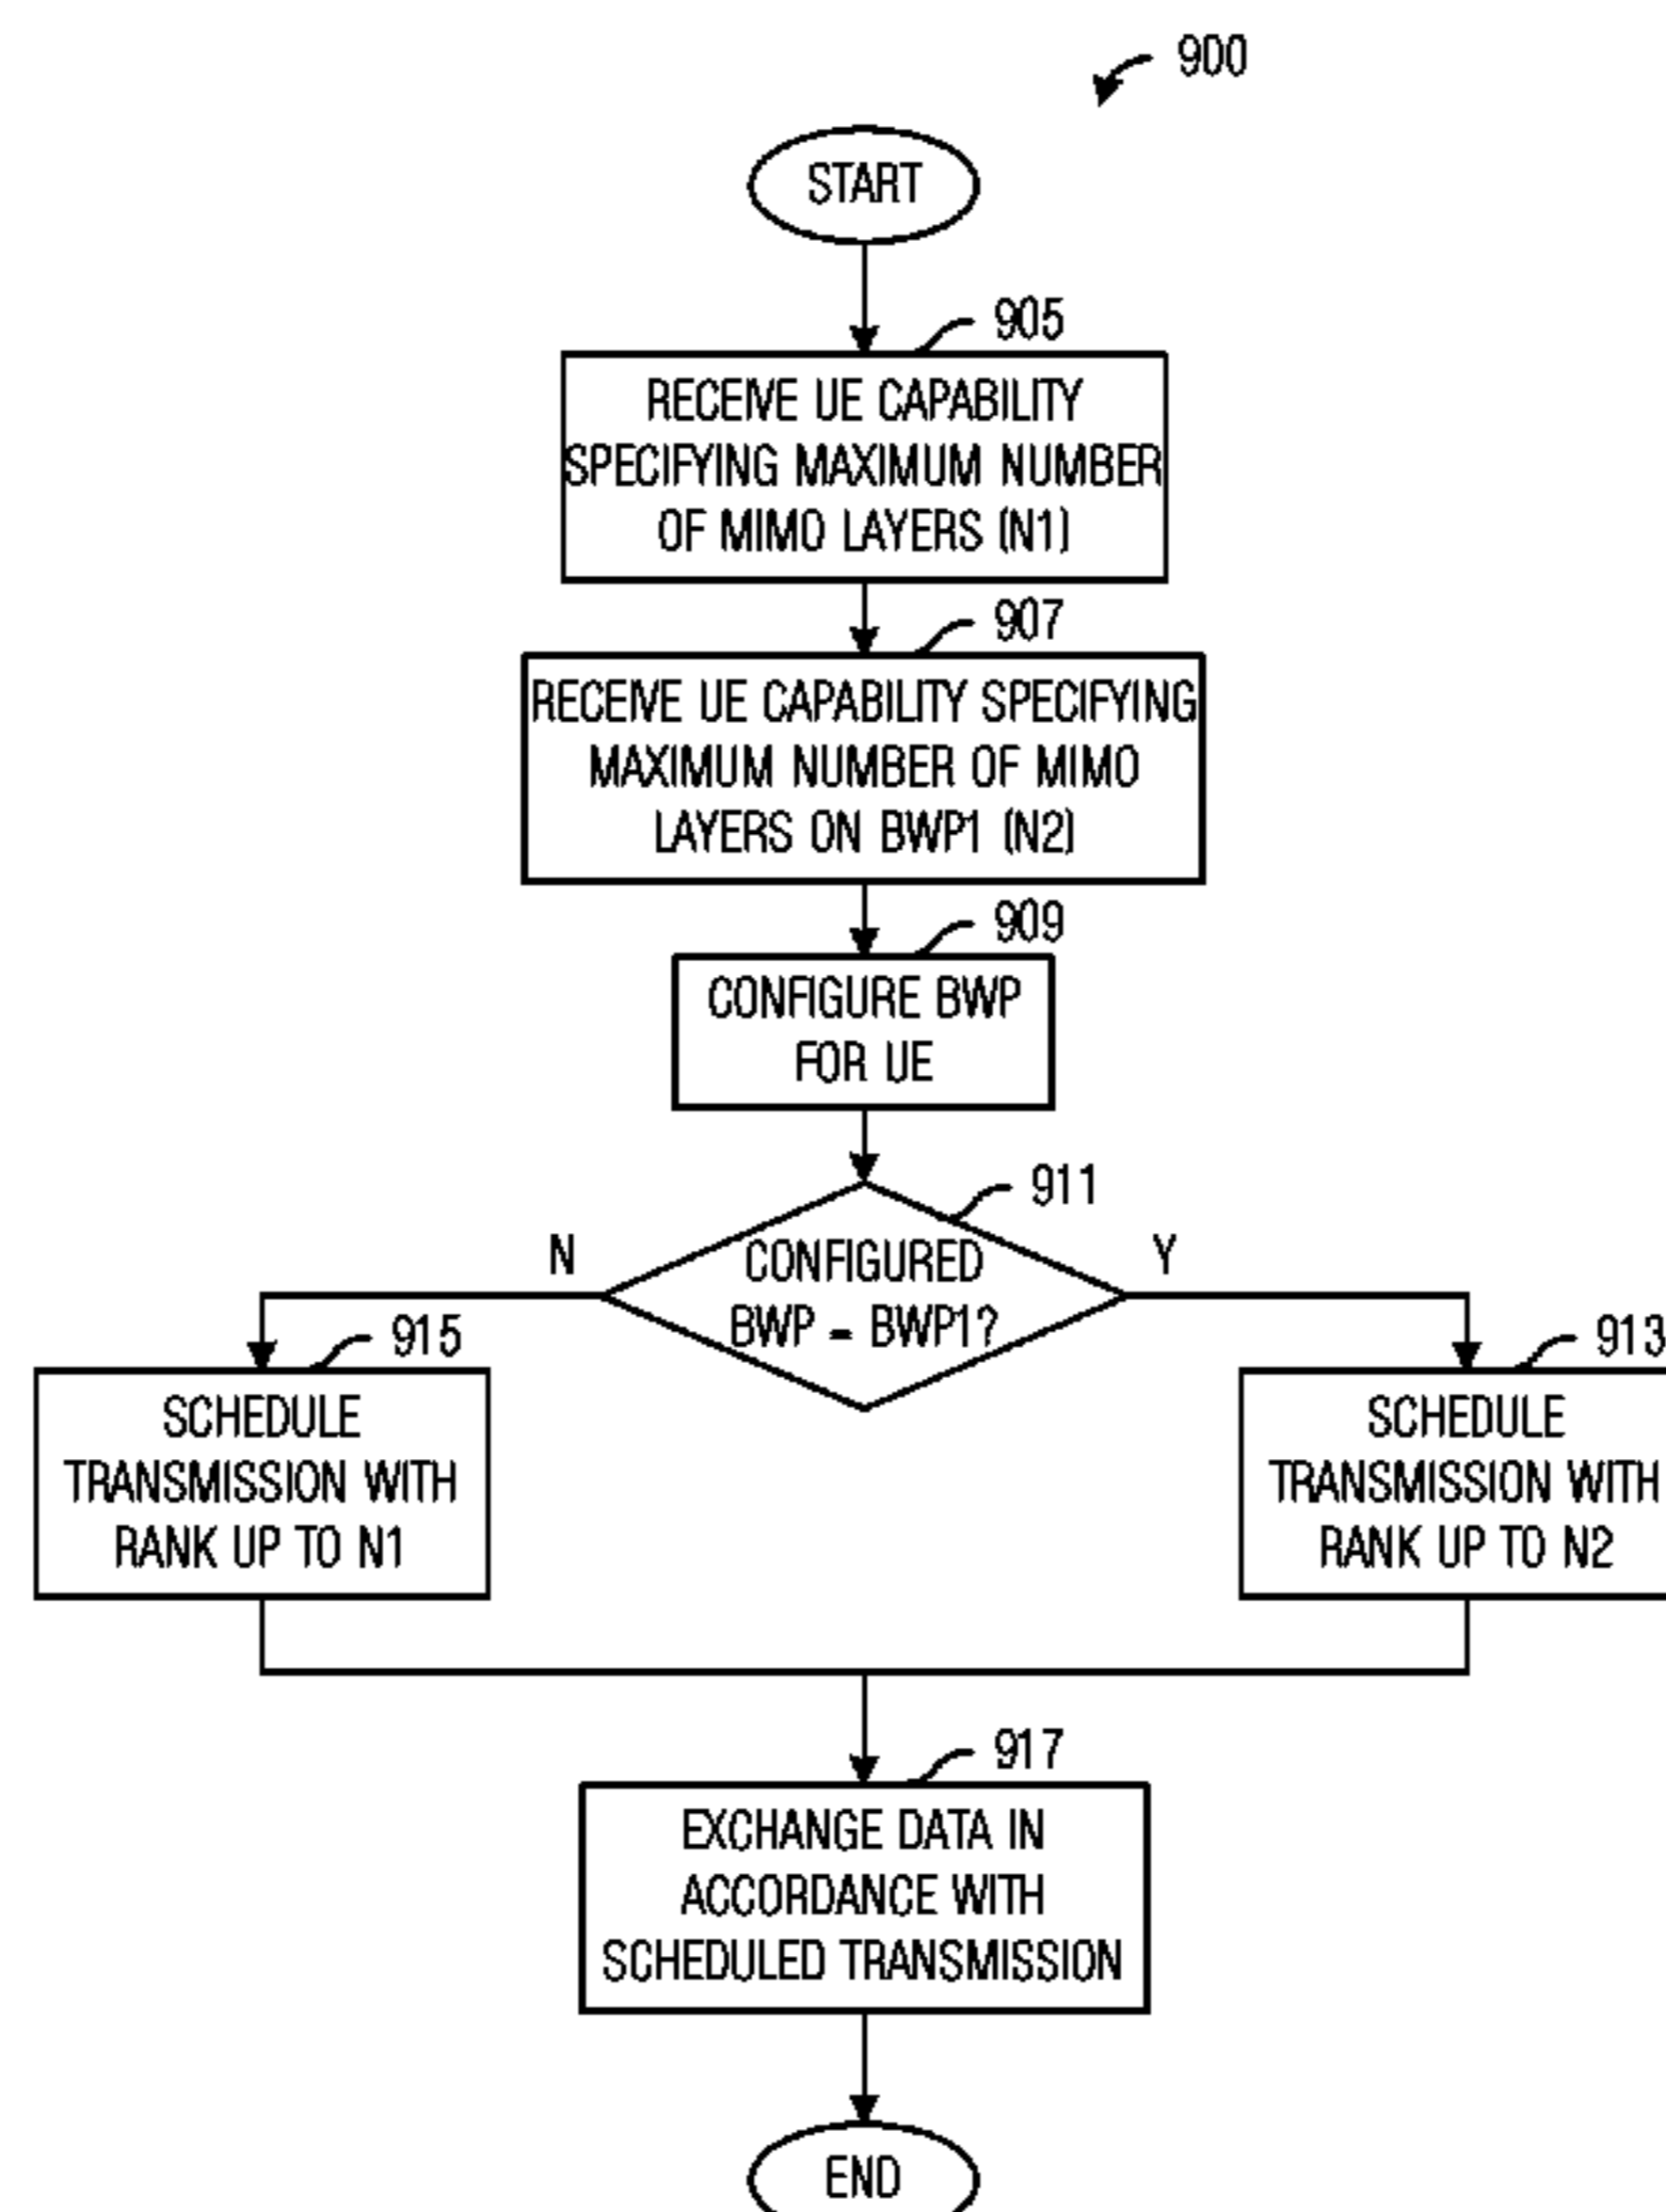 900
START
905
RECEIVE UE CAPABILITY
SPECIFYING MAXIMUM NUMBER
OF MIMO LAYERS (N1)
907
RECEIVE UE CAPABILITY SPECIFYING
MAXIMUM NUMBER OF MIMO
LAYERS ON BWP1 (N2)
909
CONFIGURE BWP
FOR UE
911
N
CONFIGURED
BWP = BWP1?
Y
915
SCHEDULE
TRANSMISSION WITH
RANK UP TO N1
913
SCHEDULE
TRANSMISSION WITH
RANK UP TO N2
917
EXCHANGE DATA IN
ACCORDANCE WITH
SCHEDULED TRANSMISSION
END